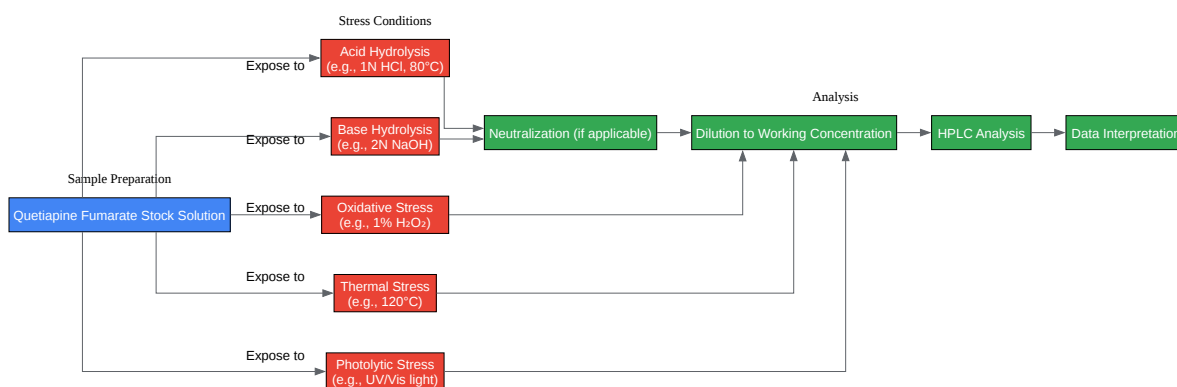 Stress Conditions
Acid Hydrolysis
(e.g., 1N HCl, 80°C)
Expose to
Analysis
Base Hydrolysis
(e.g., 2N NaOH)
Expose to
Neutralization (if applicable)
Dilution to Working Concentration
HPLC Analysis
Data Interpretation
Sample Preparation
Quetiapine Fumarate Stock Solution
Expose to
Oxidative Stress
(e.g., 1% H₂O₂)
Expose to
Thermal Stress
(e.g., 120°C)
Expose to
Photolytic Stress
(e.g., UV/Vis light)